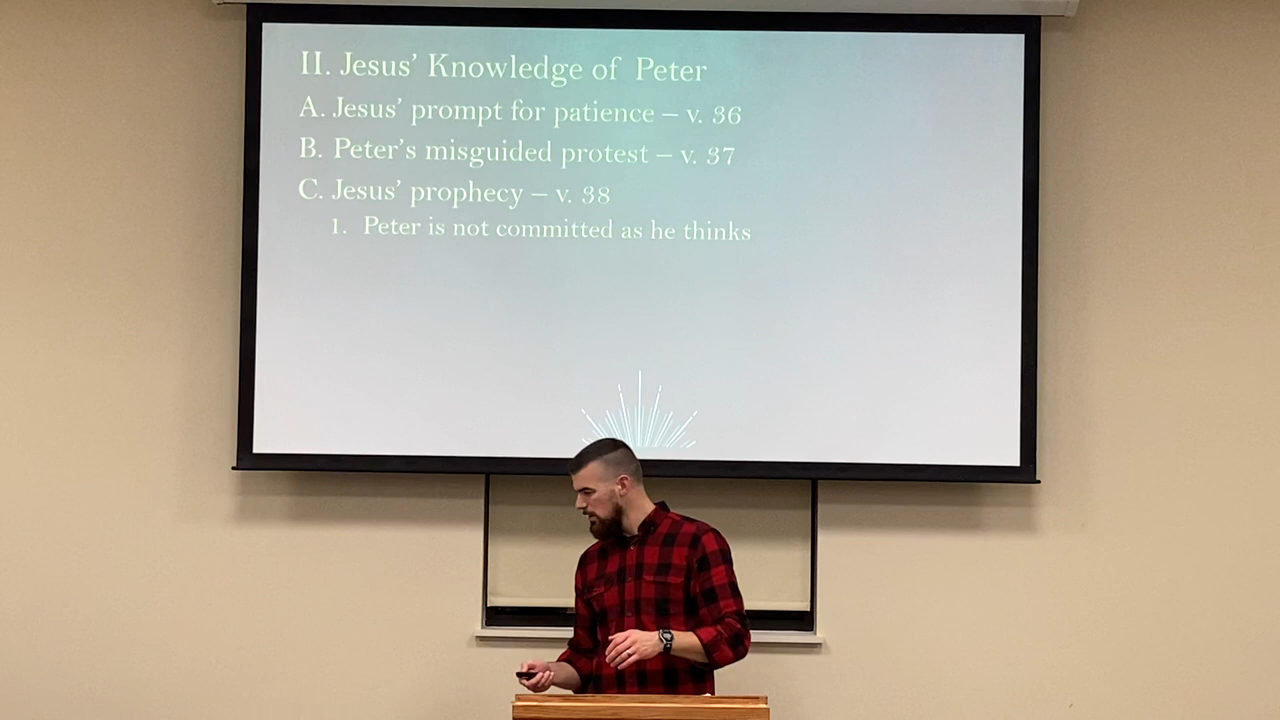 II. Jesus' Knowledge of Peter
A. Jesus' prompt for patience – v. 36
B. Peter's misguided protest – v. 37
C. Jesus' prophecy – v. 38
1. Peter is not committed as he thinks